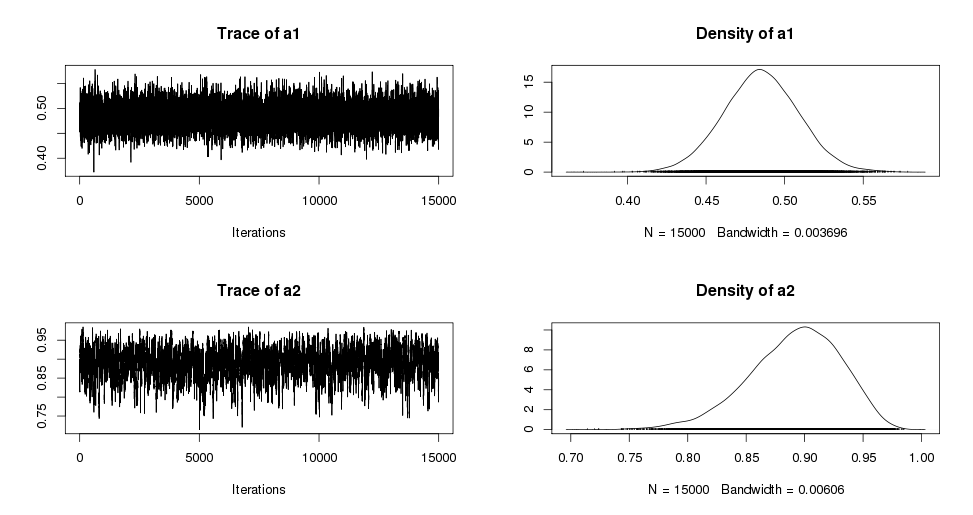 Trace of a1
0.50
0.40
0 5000 10000 15000
Iterations
Density of a1
15
10
5
0
0.40 0.45 0.50 0.55
N = 15000 Bandwidth = 0.003696
Trace of a2
0.95
0.85
0.75
0 5000 10000 15000
Iterations
Density of a2
8
6
4
2
0
0.70 0.75 0.80 0.85 0.90 0.95 1.00
N = 15000 Bandwidth = 0.00606